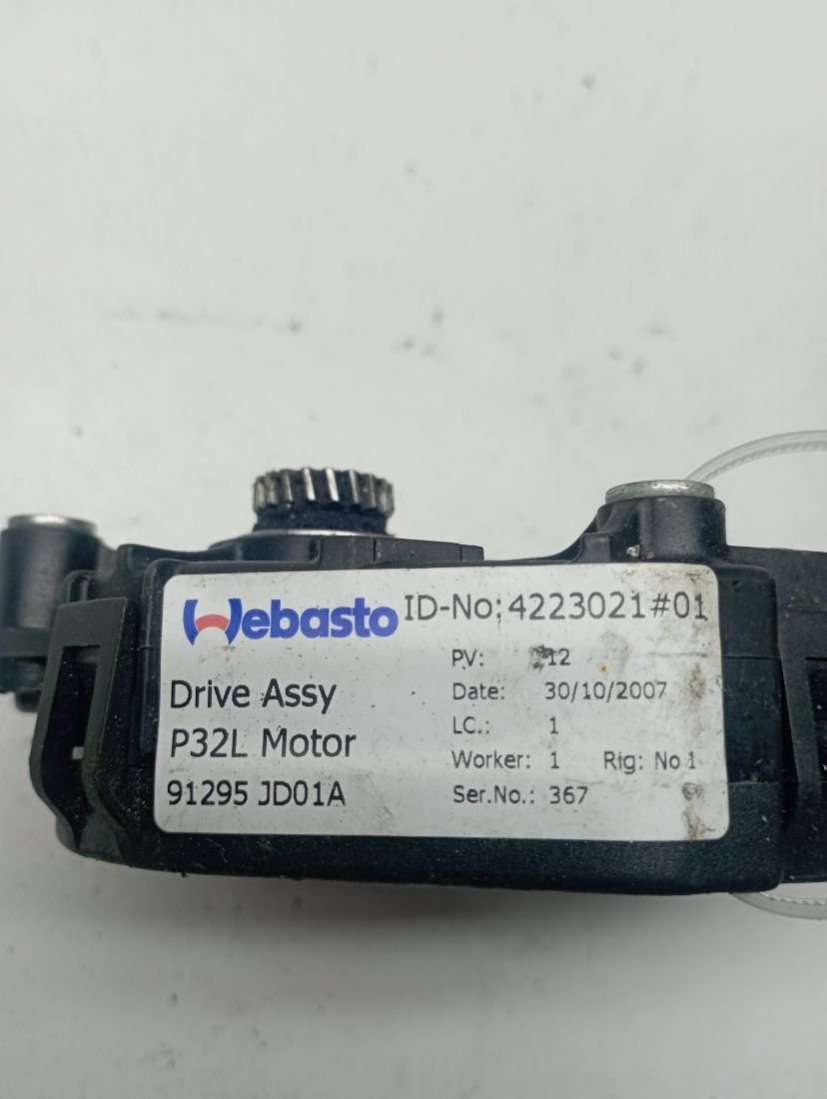 Webasto ID-No: 4223021#01
PV: 12
Drive Assy Date: 30/10/2007
LC.: 1
P32L Motor
Worker: 1 Rig: No 1
91295 JD01A Ser.No.: 367